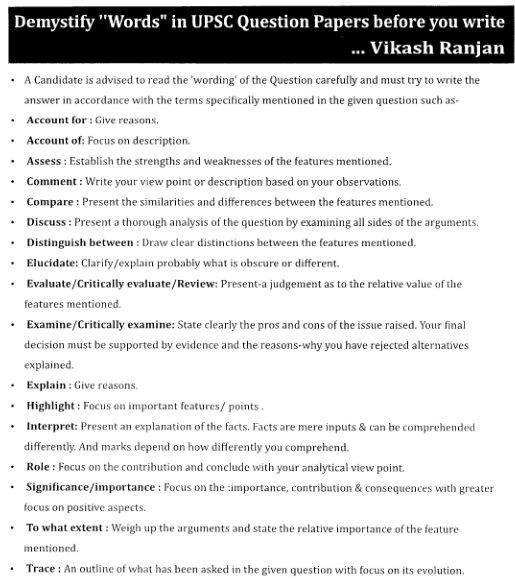 Demystify "Words" in UPSC Question Papers before you write
... Vikash Ranjan
• A Candidate is advised to read the 'wording' of the Question carefully and must try to write the
answer in accordance with the terms specifically mentioned in the given question such as-
• Account for : Give reasons.
• Account of: Focus on description.
• Assess : Establish the strengths and weaknesses of the features mentioned.
• Comment : Write your view point or description based on your observations.
• Compare : Present the similarities and differences between the features mentioned.
• Discuss : Present a thorough analysis of the question by examining all sides of the arguments.
• Distinguish between : Draw clear distinctions between the features mentioned.
• Elucidate: Clarify/explain probably what is obscure or different.
• Evaluate/Critically evaluate/Review: Present-a judgement as to the relative value of the
features mentioned.
• Examine/Critically examine: State clearly the pros and cons of the issue raised. Your final
decision must be supported by evidence and the reasons-why you have rejected alternatives
explained.
• Explain : Give reasons.
• Highlight : Focus on important features/ points .
• Interpret: Present an explanation of the facts. Facts are mere inputs & can be comprehended
differently. And marks depend on how differently you comprehend.
• Role : Focus on the contribution and conclude with your analytical view point.
• Significance/importance : Focus on the :importance, contribution & consequences with greater
focus on positive aspects.
• To what extent : Weigh up the arguments and state the relative importance of the feature
mentioned.
• Trace : An outline of what has been asked in the given question with focus on its evolution.